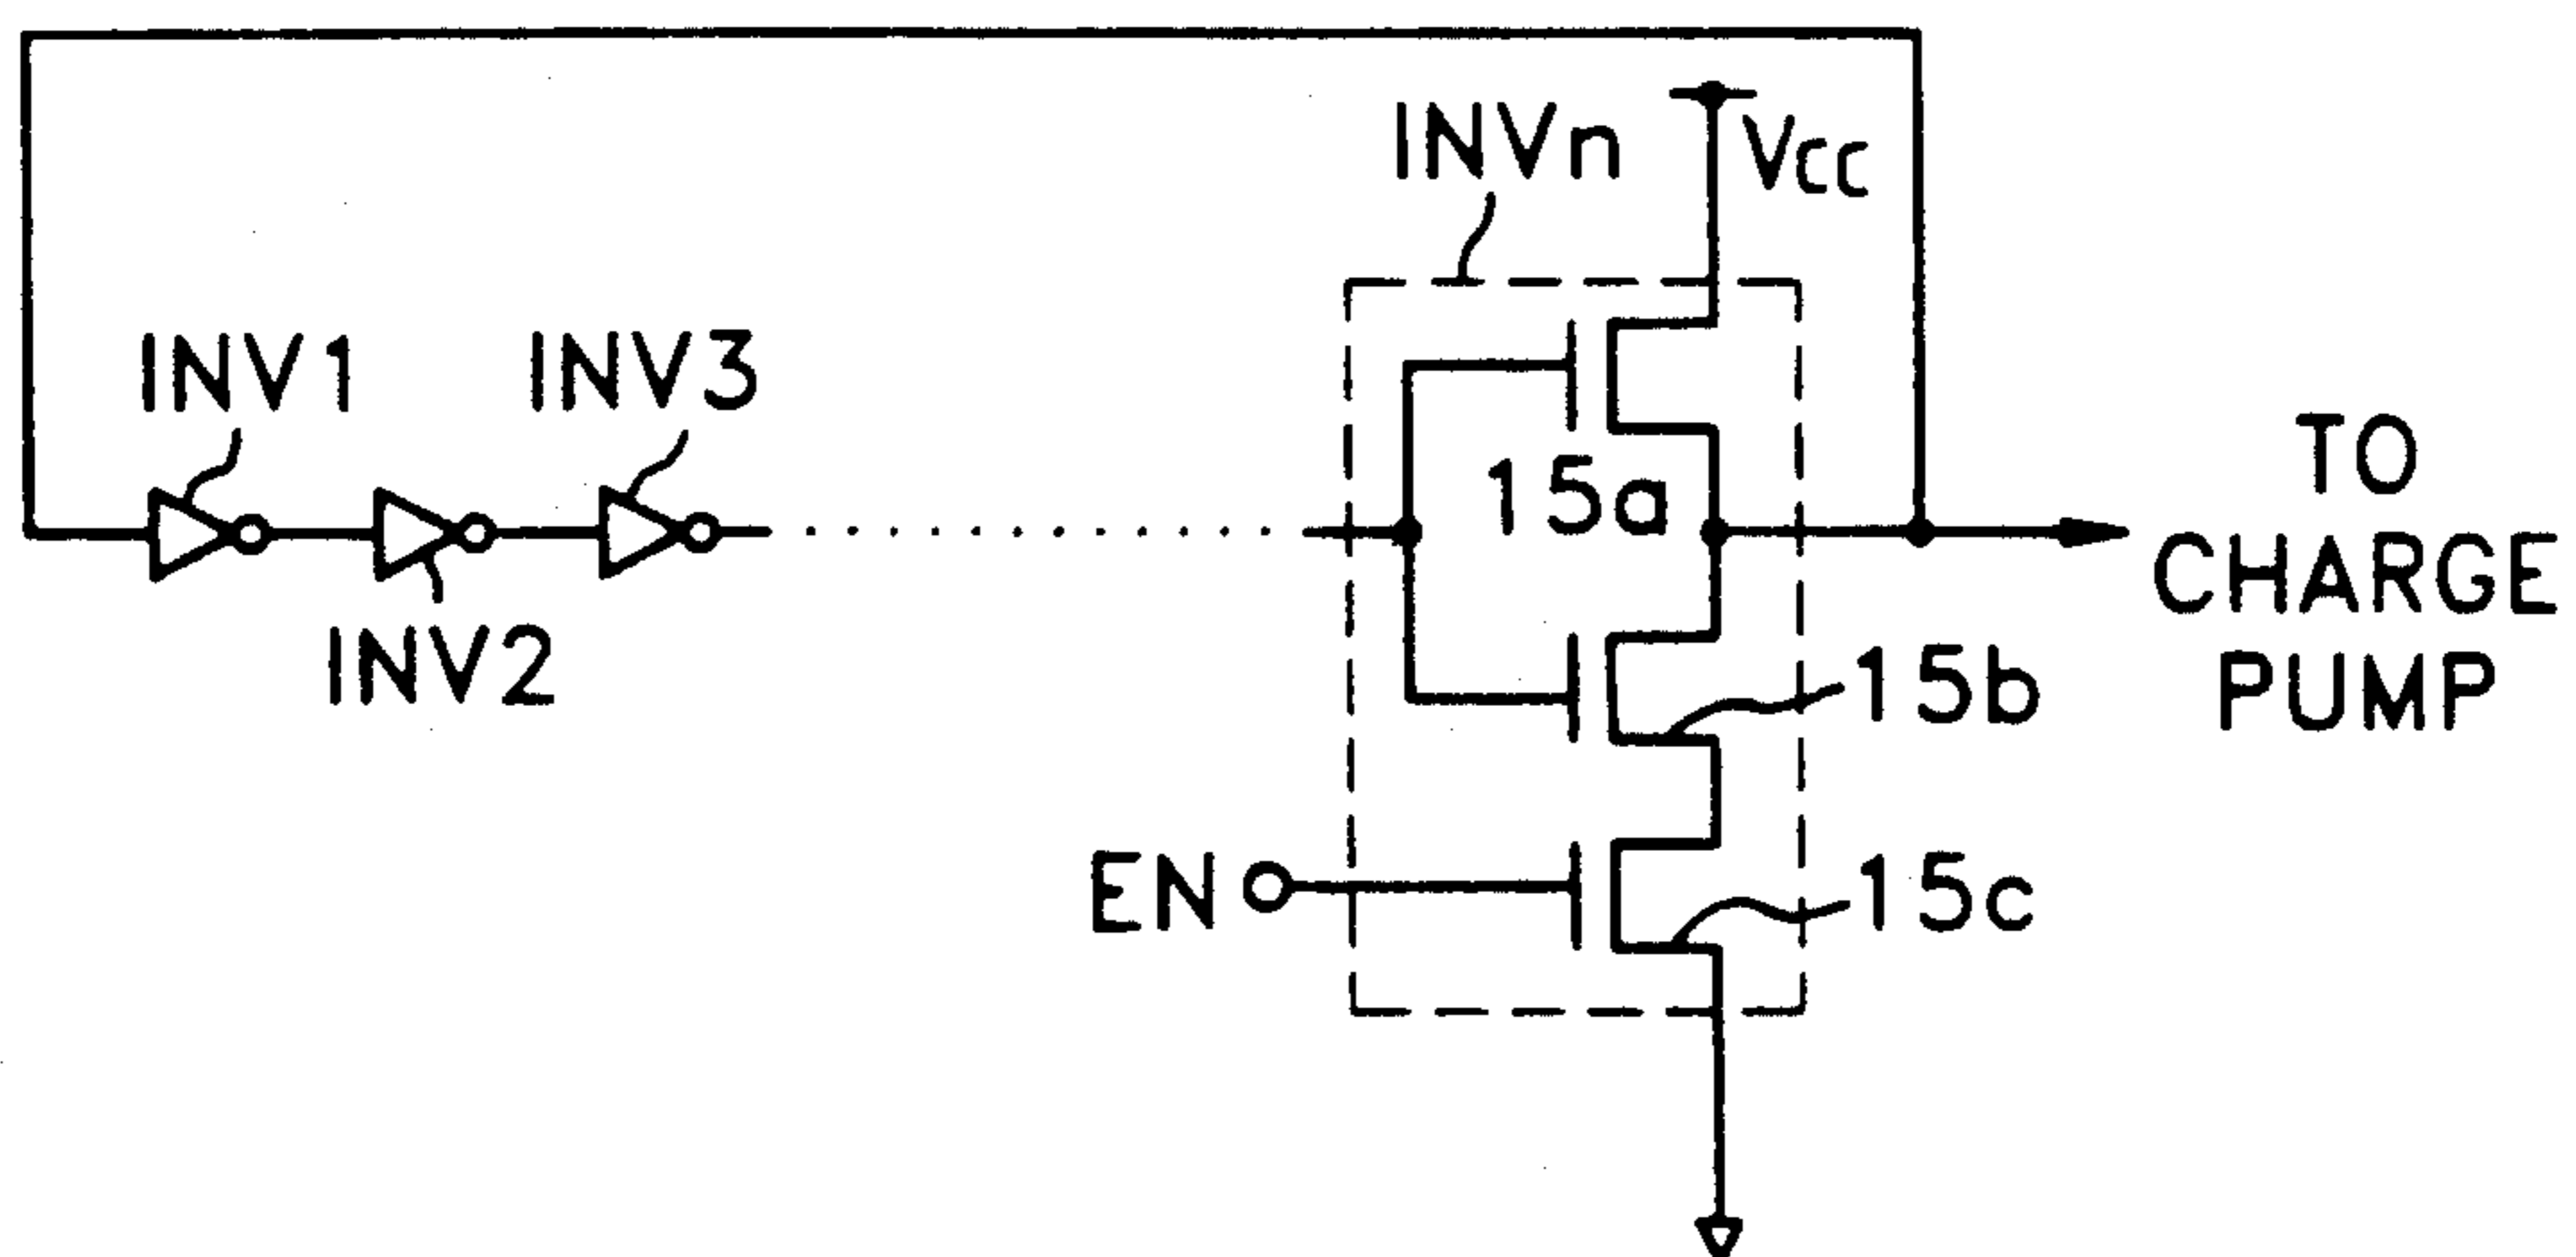 INVn
Vcc
INV1
INV3
15a
TO
CHARGE
PUMP
INV2
15b
EN
15c